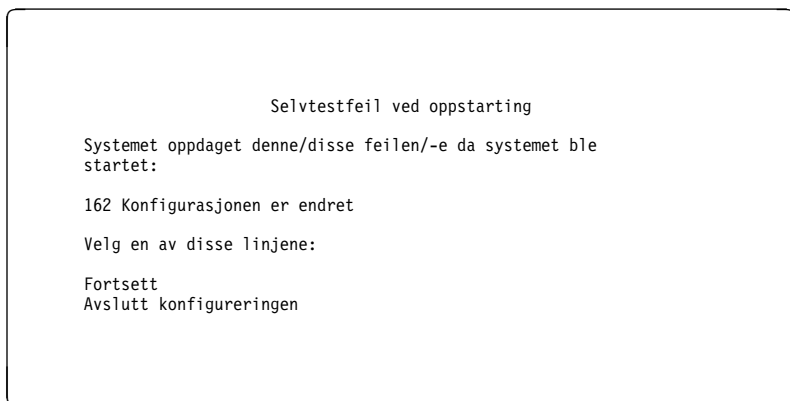 Selvtestfeil ved oppstarting
Systemet oppdaget denne/disse feilen/-e da systemet ble
startet:
162 Konfigurasjonen er endret
Velg en av disse linjene:
Fortsett
Avslutt konfigureringen